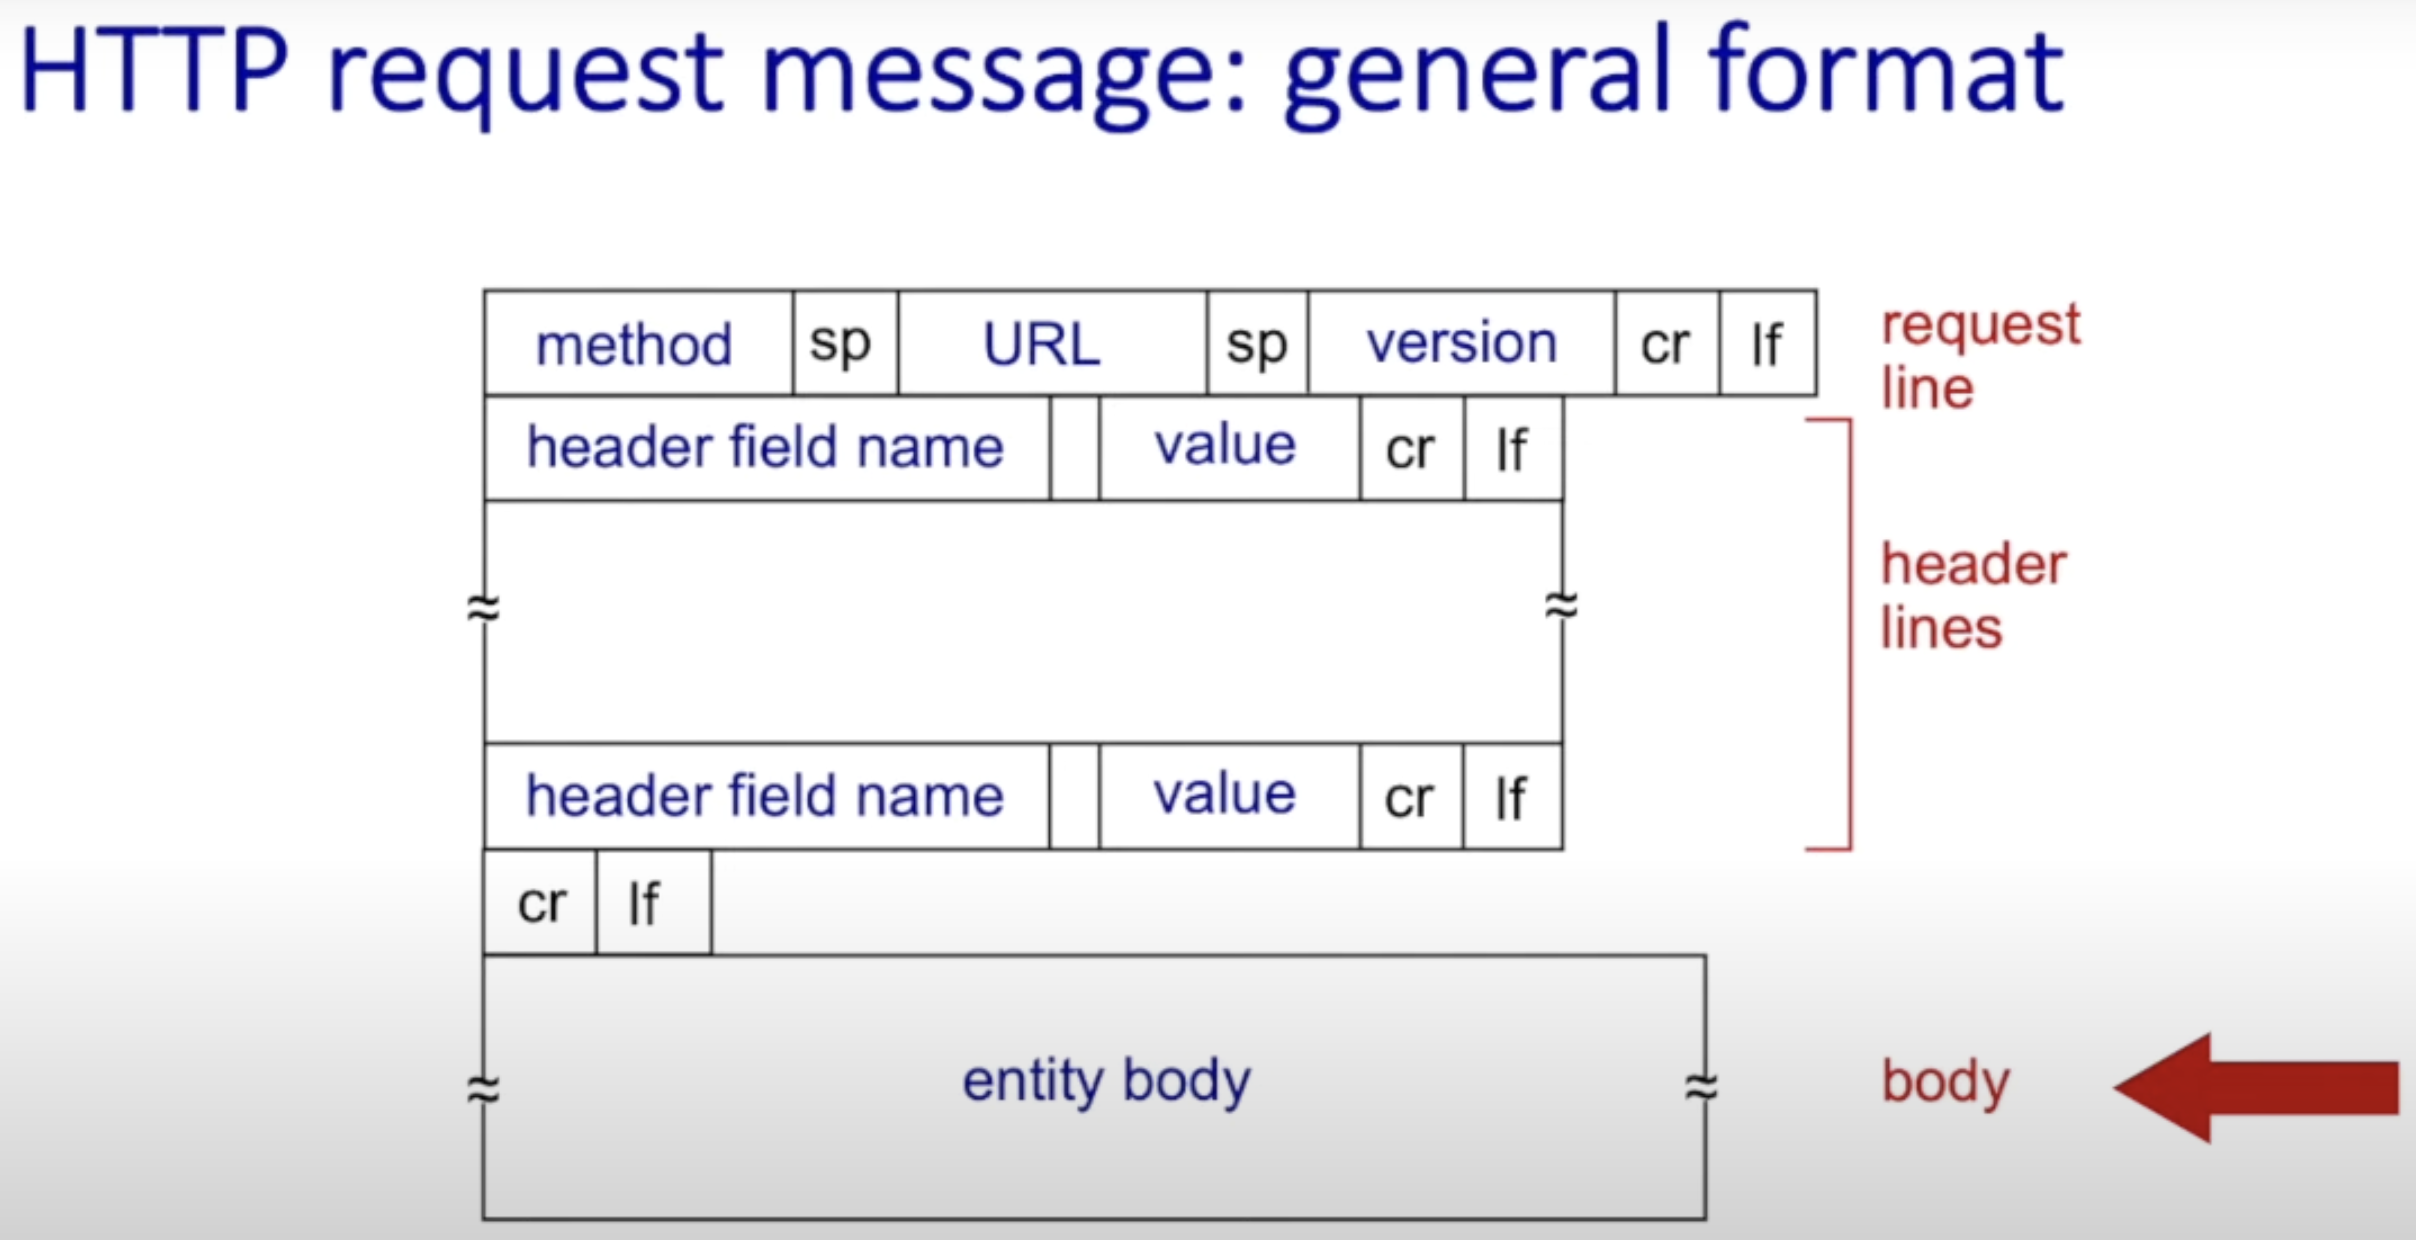 HTTP request message: general format
method sp URL sp version cr lf
request
line
header field name value cr lf
header
lines
header field name value cr lf
cr lf
entity body
body